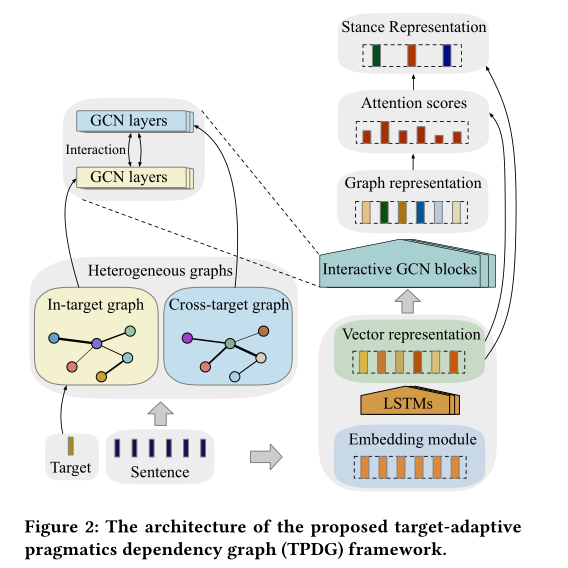 Stance Representation
Attention scores
Graph representation
Interactive GCN blocks
Vector representation
LSTMs
Embedding module
GCN layers
Interaction
GCN layers
Heterogeneous graphs
In-target graph
Cross-target graph
Target
Sentence
Figure 2: The architecture of the proposed target-adaptive
pragmatics dependency graph (TPDG) framework.